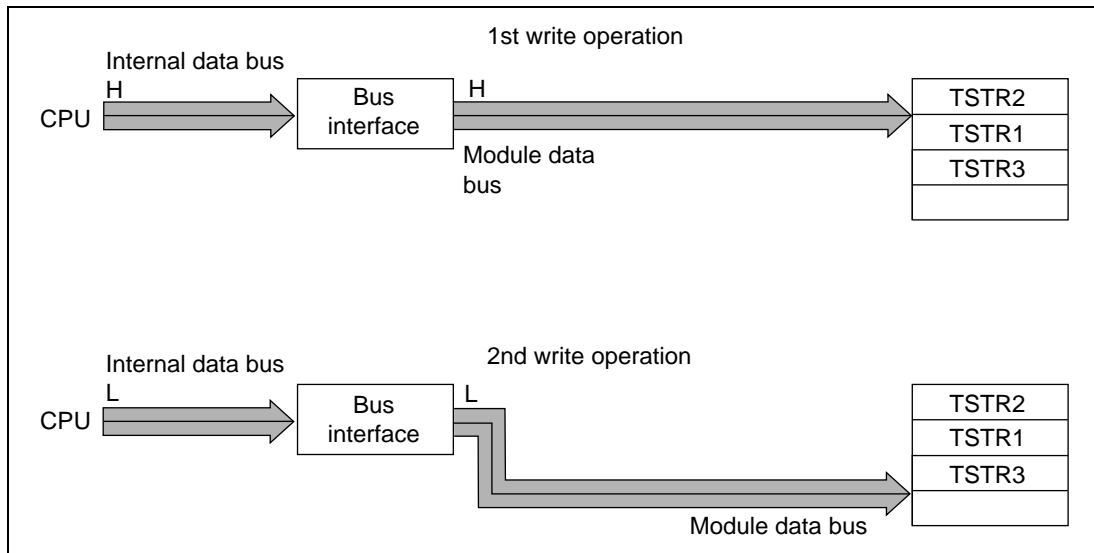 1st write operation
Internal data bus
H
H
CPU
Bus
interface
Module data
bus
TSTR2
TSTR1
TSTR3
2nd write operation
Internal data bus
L
L
CPU
Bus
interface
Module data bus
TSTR2
TSTR1
TSTR3